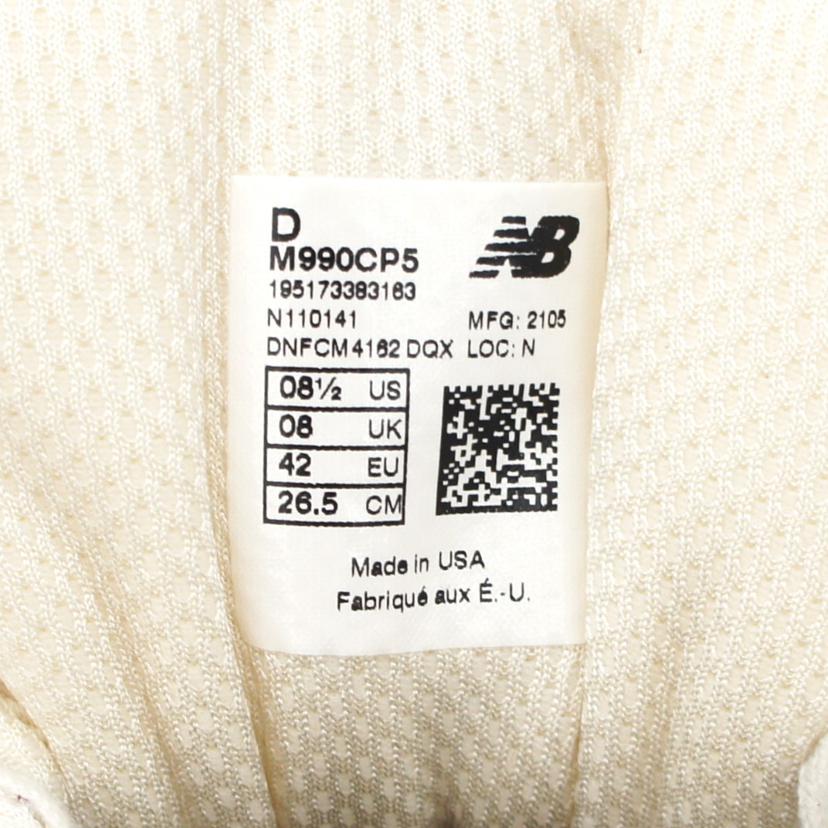 D
M990CP5
NB
195173383163
N110141 MFG: 2105
DNFCM4162 DQX LOC: N
08½ US
08 UK
42 EU
26.5 CM
Made in USA
Fabriqué aux É.-U.